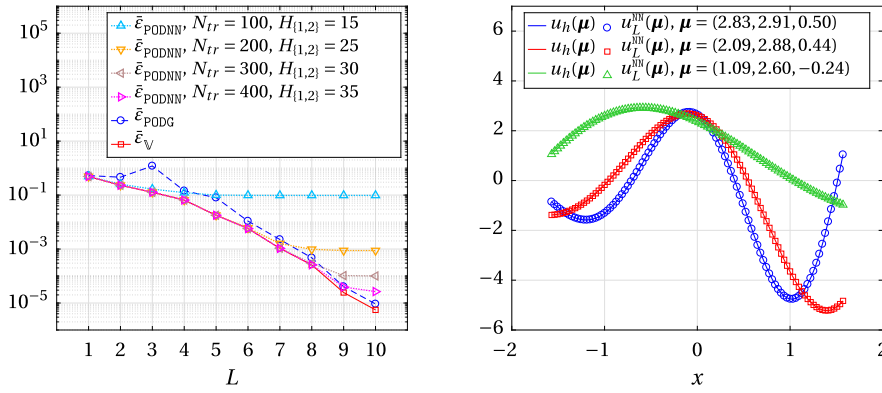 10^5
10^3
10^1
10^{-1}
10^{-3}
10^{-5}
1 2 3 4 5 6 7 8 9 10
L
ε̄_PODNN, N_tr = 100, H_{1,2} = 15
ε̄_PODNN, N_tr = 200, H_{1,2} = 25
ε̄_PODNN, N_tr = 300, H_{1,2} = 30
ε̄_PODNN, N_tr = 400, H_{1,2} = 35
ε̄_PODG
ε̄_𝕍
6
4
2
0
−2
−4
−6
−2 −1 0 1 2
x
u_h(μ) u_L^NN(μ), μ = (2.83, 2.91, 0.50)
u_h(μ) u_L^NN(μ), μ = (2.09, 2.88, 0.44)
u_h(μ) u_L^NN(μ), μ = (1.09, 2.60, −0.24)